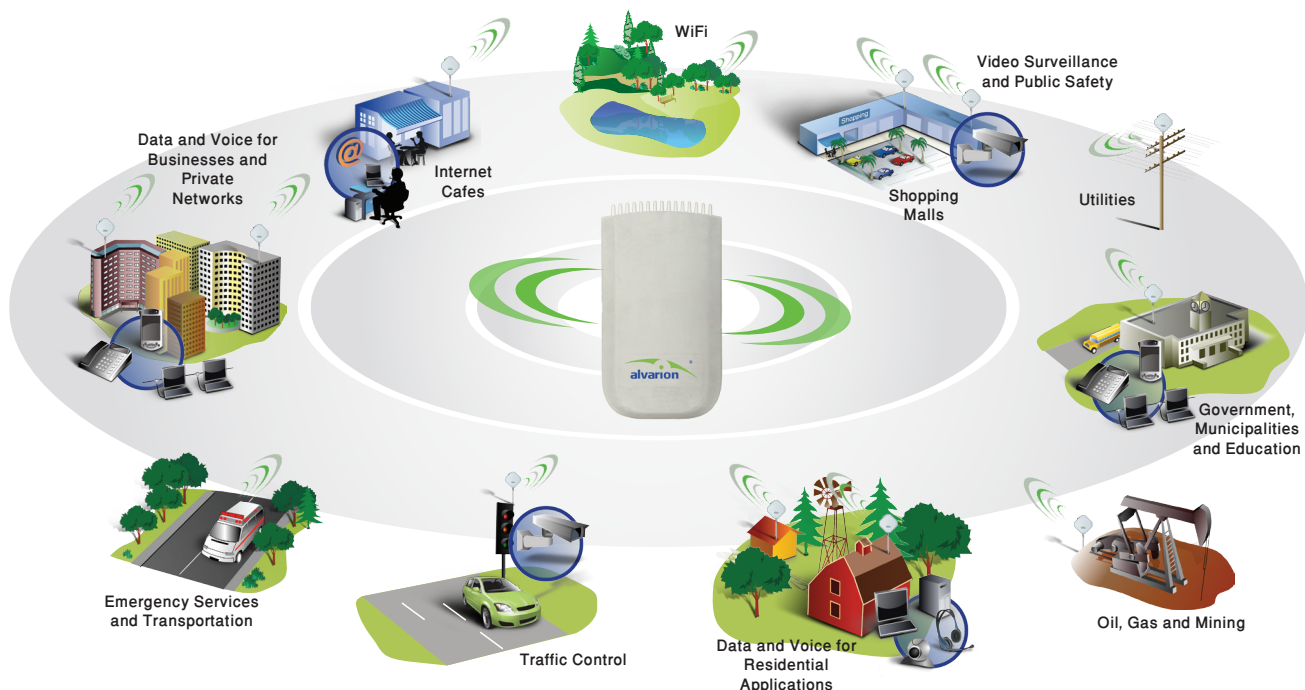 WiFi
Video Surveillance
and Public Safety
Data and Voice for
Businesses and
Private
Networks
@
Internet
Cafes
Shopping
Shopping
Malls
Utilities
alvarion
Government,
Municipalities
and Education
Emergency Services
and Transportation
Traffic Control
Data and Voice for
Residential
Applications
Oil, Gas and Mining